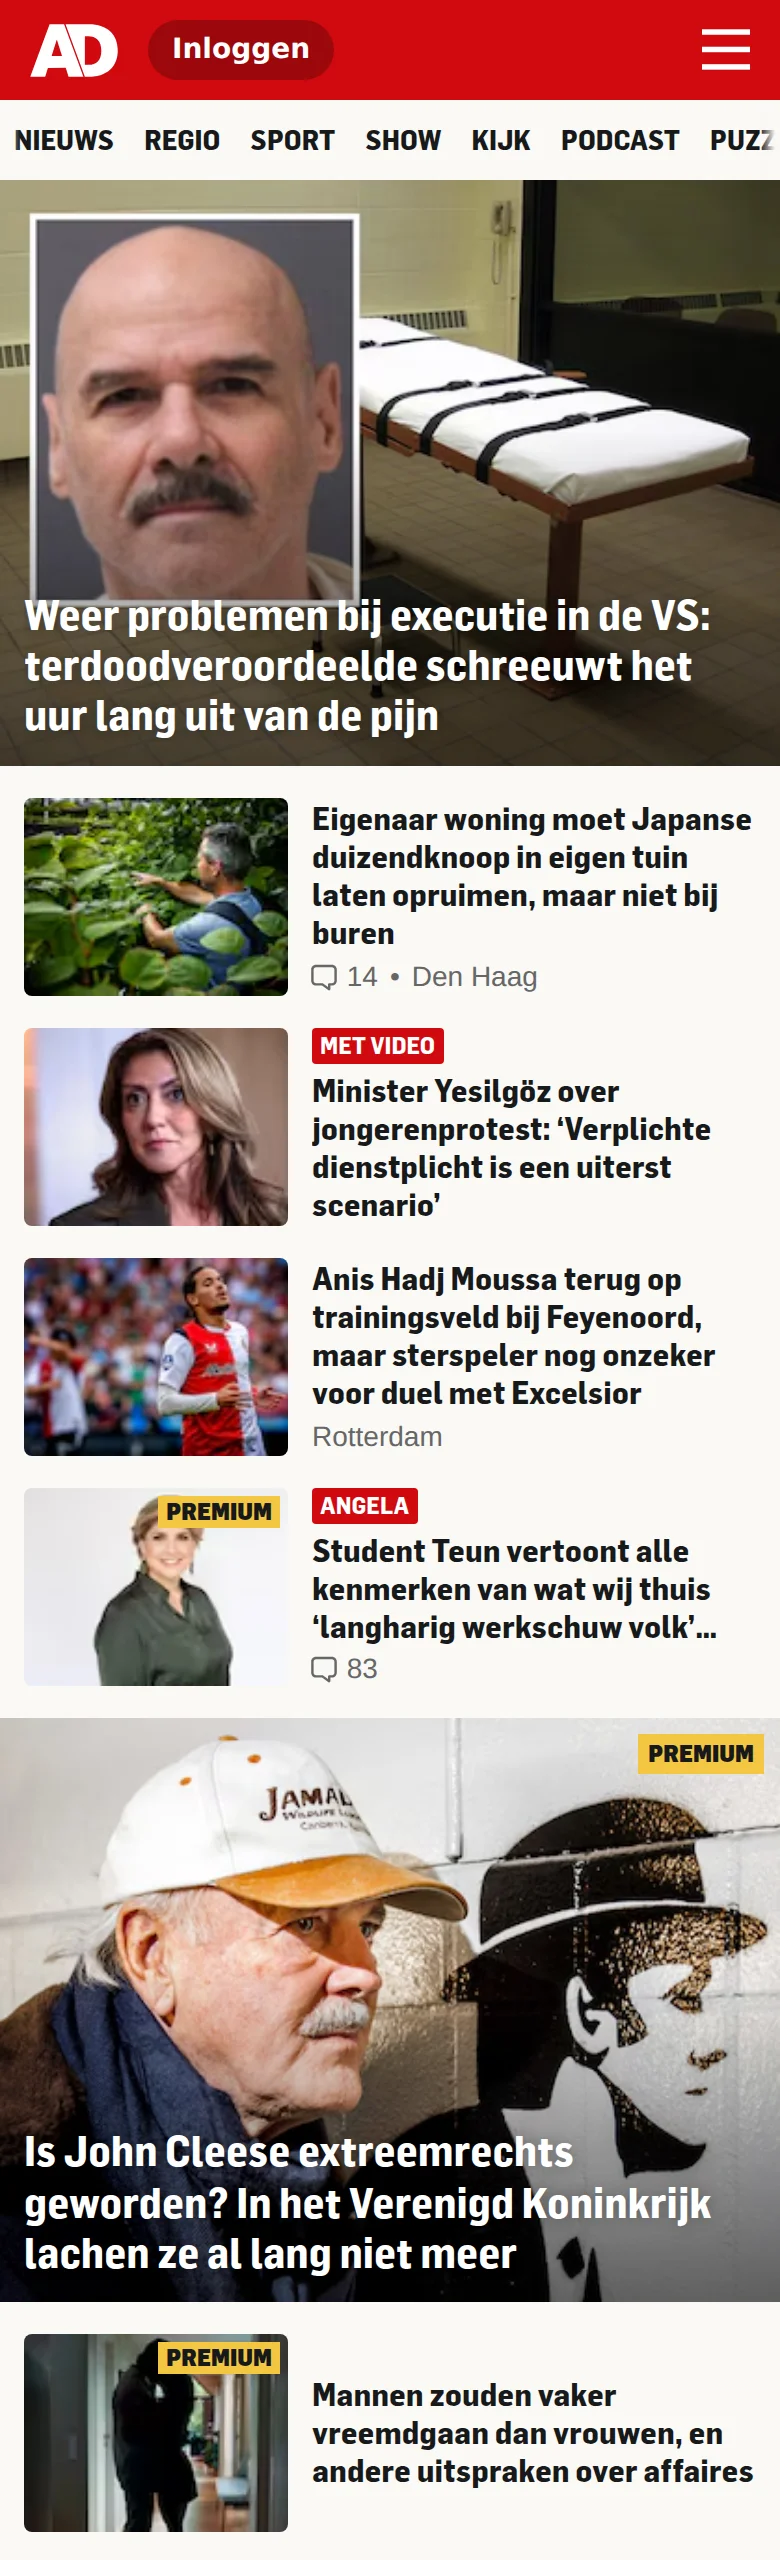 AD
Inloggen
NIEUWS REGIO SPORT SHOW KIJK PODCAST PUZZ
Weer problemen bij executie in de VS:
terdoodveroordeelde schreeuwt het
uur lang uit van de pijn
Eigenaar woning moet Japanse
duizendknoop in eigen tuin
laten opruimen, maar niet bij
buren
14 • Den Haag
MET VIDEO
Minister Yesilgöz over
jongerenprotest: ‘Verplichte
dienstplicht is een uiterst
scenario’
Anis Hadj Moussa terug op
trainingsveld bij Feyenoord,
maar sterspeler nog onzeker
voor duel met Excelsior
Rotterdam
PREMIUM
ANGELA
Student Teun vertoont alle
kenmerken van wat wij thuis
‘langharig werkschuw volk’...
83
PREMIUM
Is John Cleese extreemrechts
geworden? In het Verenigd Koninkrijk
lachen ze al lang niet meer
PREMIUM
Mannen zouden vaker
vreemdgaan dan vrouwen, en
andere uitspraken over affaires